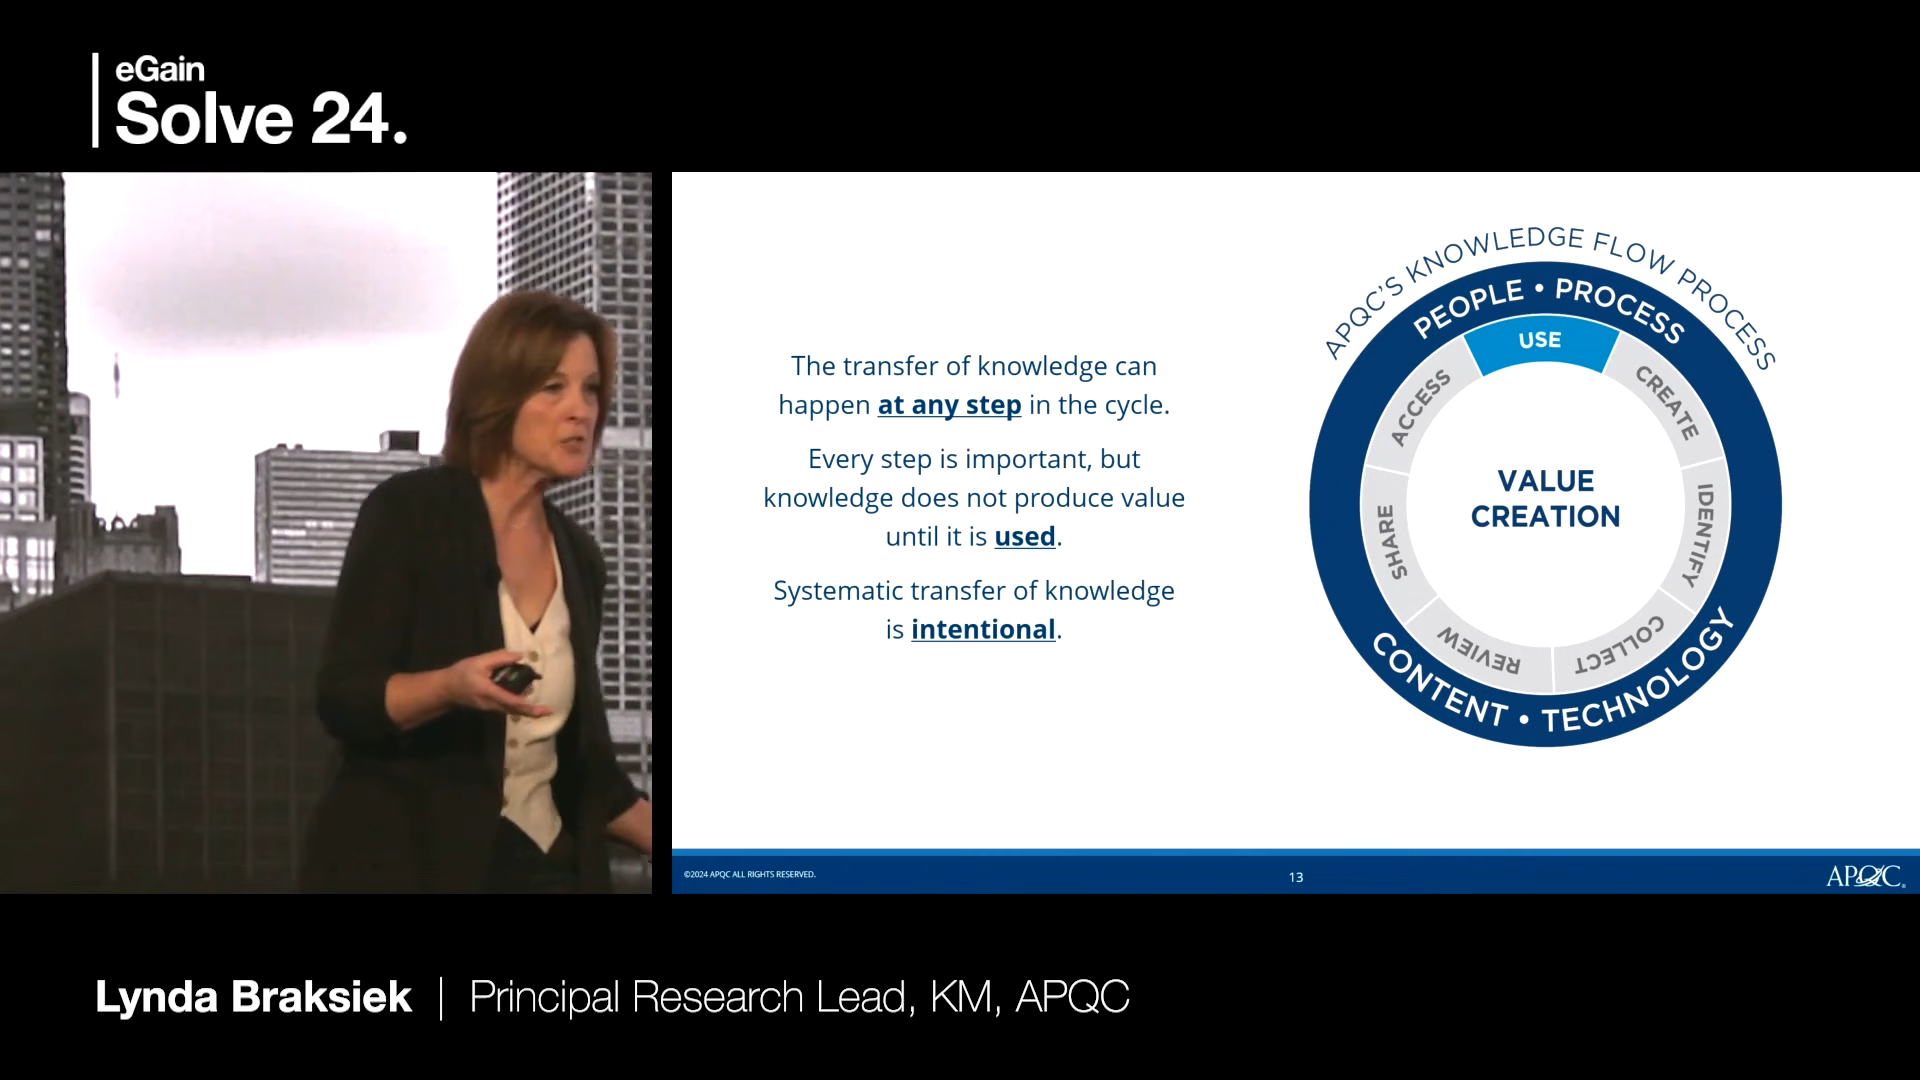 eGain
Solve 24.
The transfer of knowledge can
happen at any step in the cycle.
Every step is important, but
knowledge does not produce value
until it is used.
Systematic transfer of knowledge
is intentional.
APQC'S KNOWLEDGE FLOW PROCESS
PEOPLE • PROCESS
USE
CREATE
IDENTIFY
COLLECT
REVIEW
SHARE
ACCESS
VALUE
CREATION
CONTENT • TECHNOLOGY
©2024 APQC ALL RIGHTS RESERVED.
13
APQC®
Lynda Braksiek | Principal Research Lead, KM, APQC